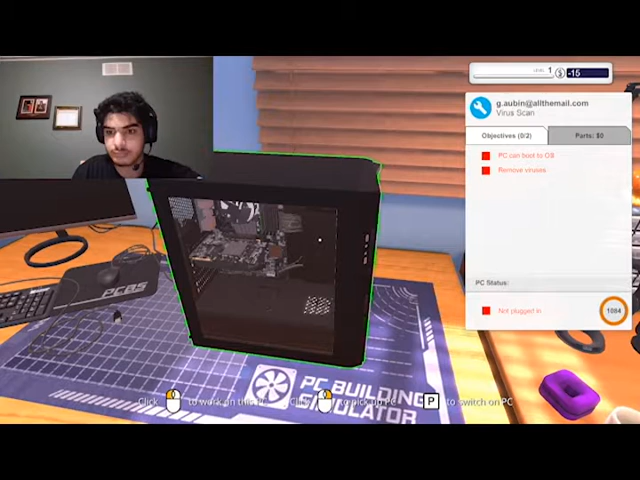 LEVEL 1 $ -15
g.aubin@allthemail.com
Virus Scan
Objectives (0/2)
Parts: $0
PC can boot to OS
Remove viruses
PC Status:
Not plugged in
1084
PCBS
PC BUILDING
SIMULATOR
Click to work on this PC Click to pick up PC P to switch on PC